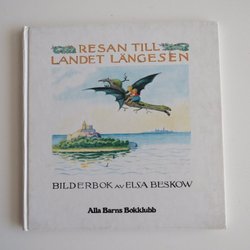 RESAN TILL
LANDET LÄNGESEN
BILDERBOK AV ELSA BESKOW
Alla Barns Bokklubb